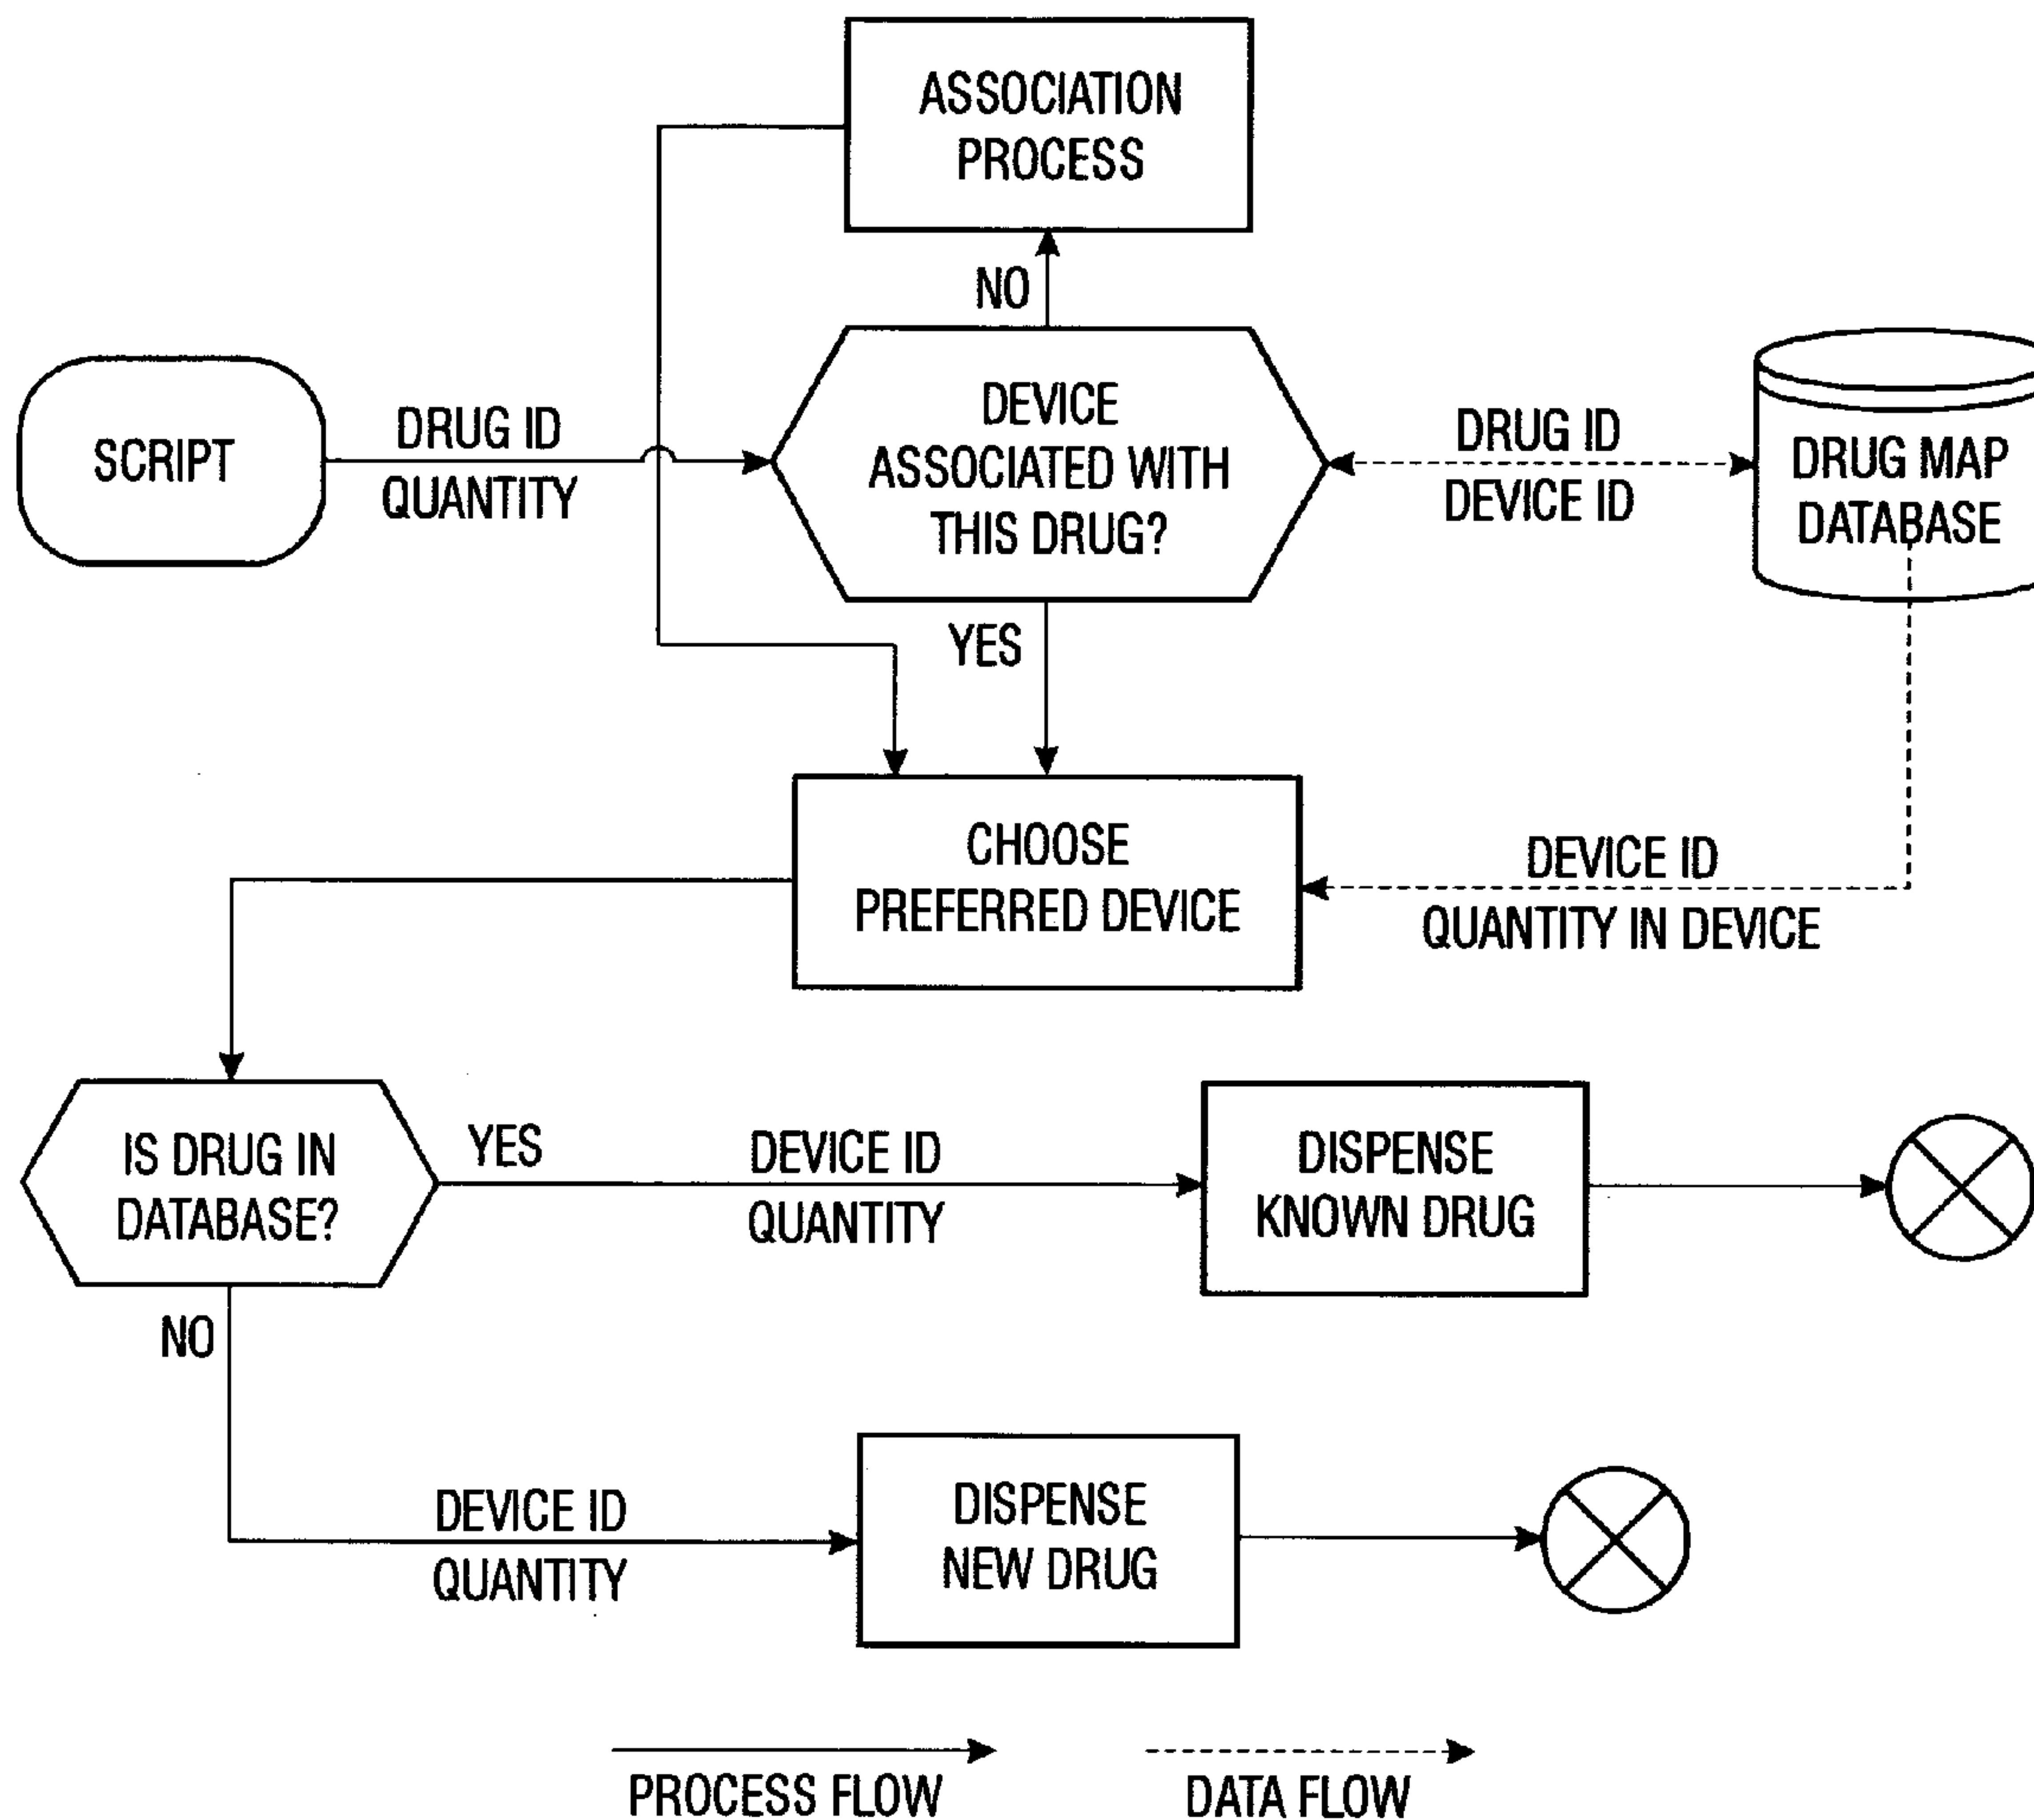 ASSOCIATION
PROCESS
NO
SCRIPT
DRUG ID
QUANTITY
DEVICE
ASSOCIATED WITH
THIS DRUG?
DRUG ID
DEVICE ID
DRUG MAP
DATABASE
YES
CHOOSE
PREFERRED DEVICE
DEVICE ID
QUANTITY IN DEVICE
IS DRUG IN
DATABASE?
YES
DEVICE ID
QUANTITY
DISPENSE
KNOWN DRUG
NO
DEVICE ID
QUANTITY
DISPENSE
NEW DRUG
PROCESS FLOW
DATA FLOW